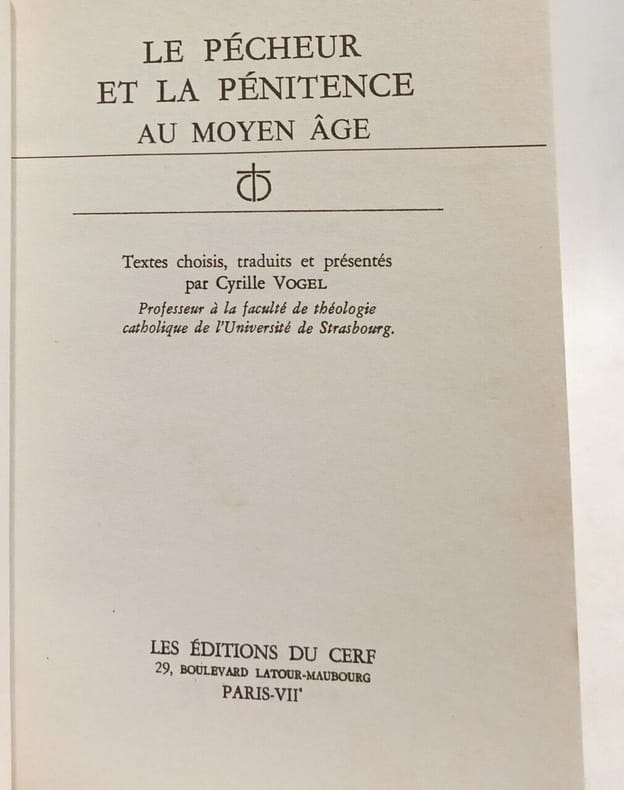 LE PÉCHEUR
ET LA PÉNITENCE
AU MOYEN ÂGE
Textes choisis, traduits et présentés
par Cyrille VOGEL
Professeur à la faculté de théologie
catholique de l'Université de Strasbourg.
LES ÉDITIONS DU CERF
29, BOULEVARD LATOUR-MAUBOURG
PARIS-VIIᵉ